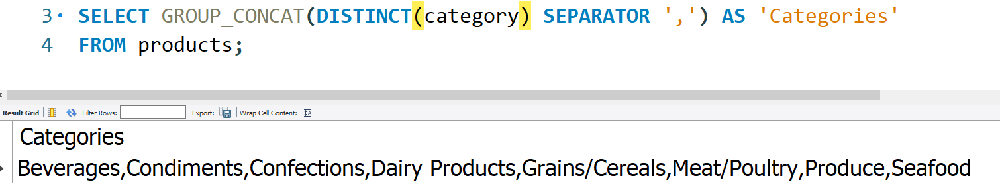 3 SELECT GROUP_CONCAT(DISTINCT(category) SEPARATOR ',') AS 'Categories'
4 FROM products;
Result Grid Filter Rows: Export: Wrap Cell Content:
Categories
Beverages,Condiments,Confections,Dairy Products,Grains/Cereals,Meat/Poultry,Produce,Seafood